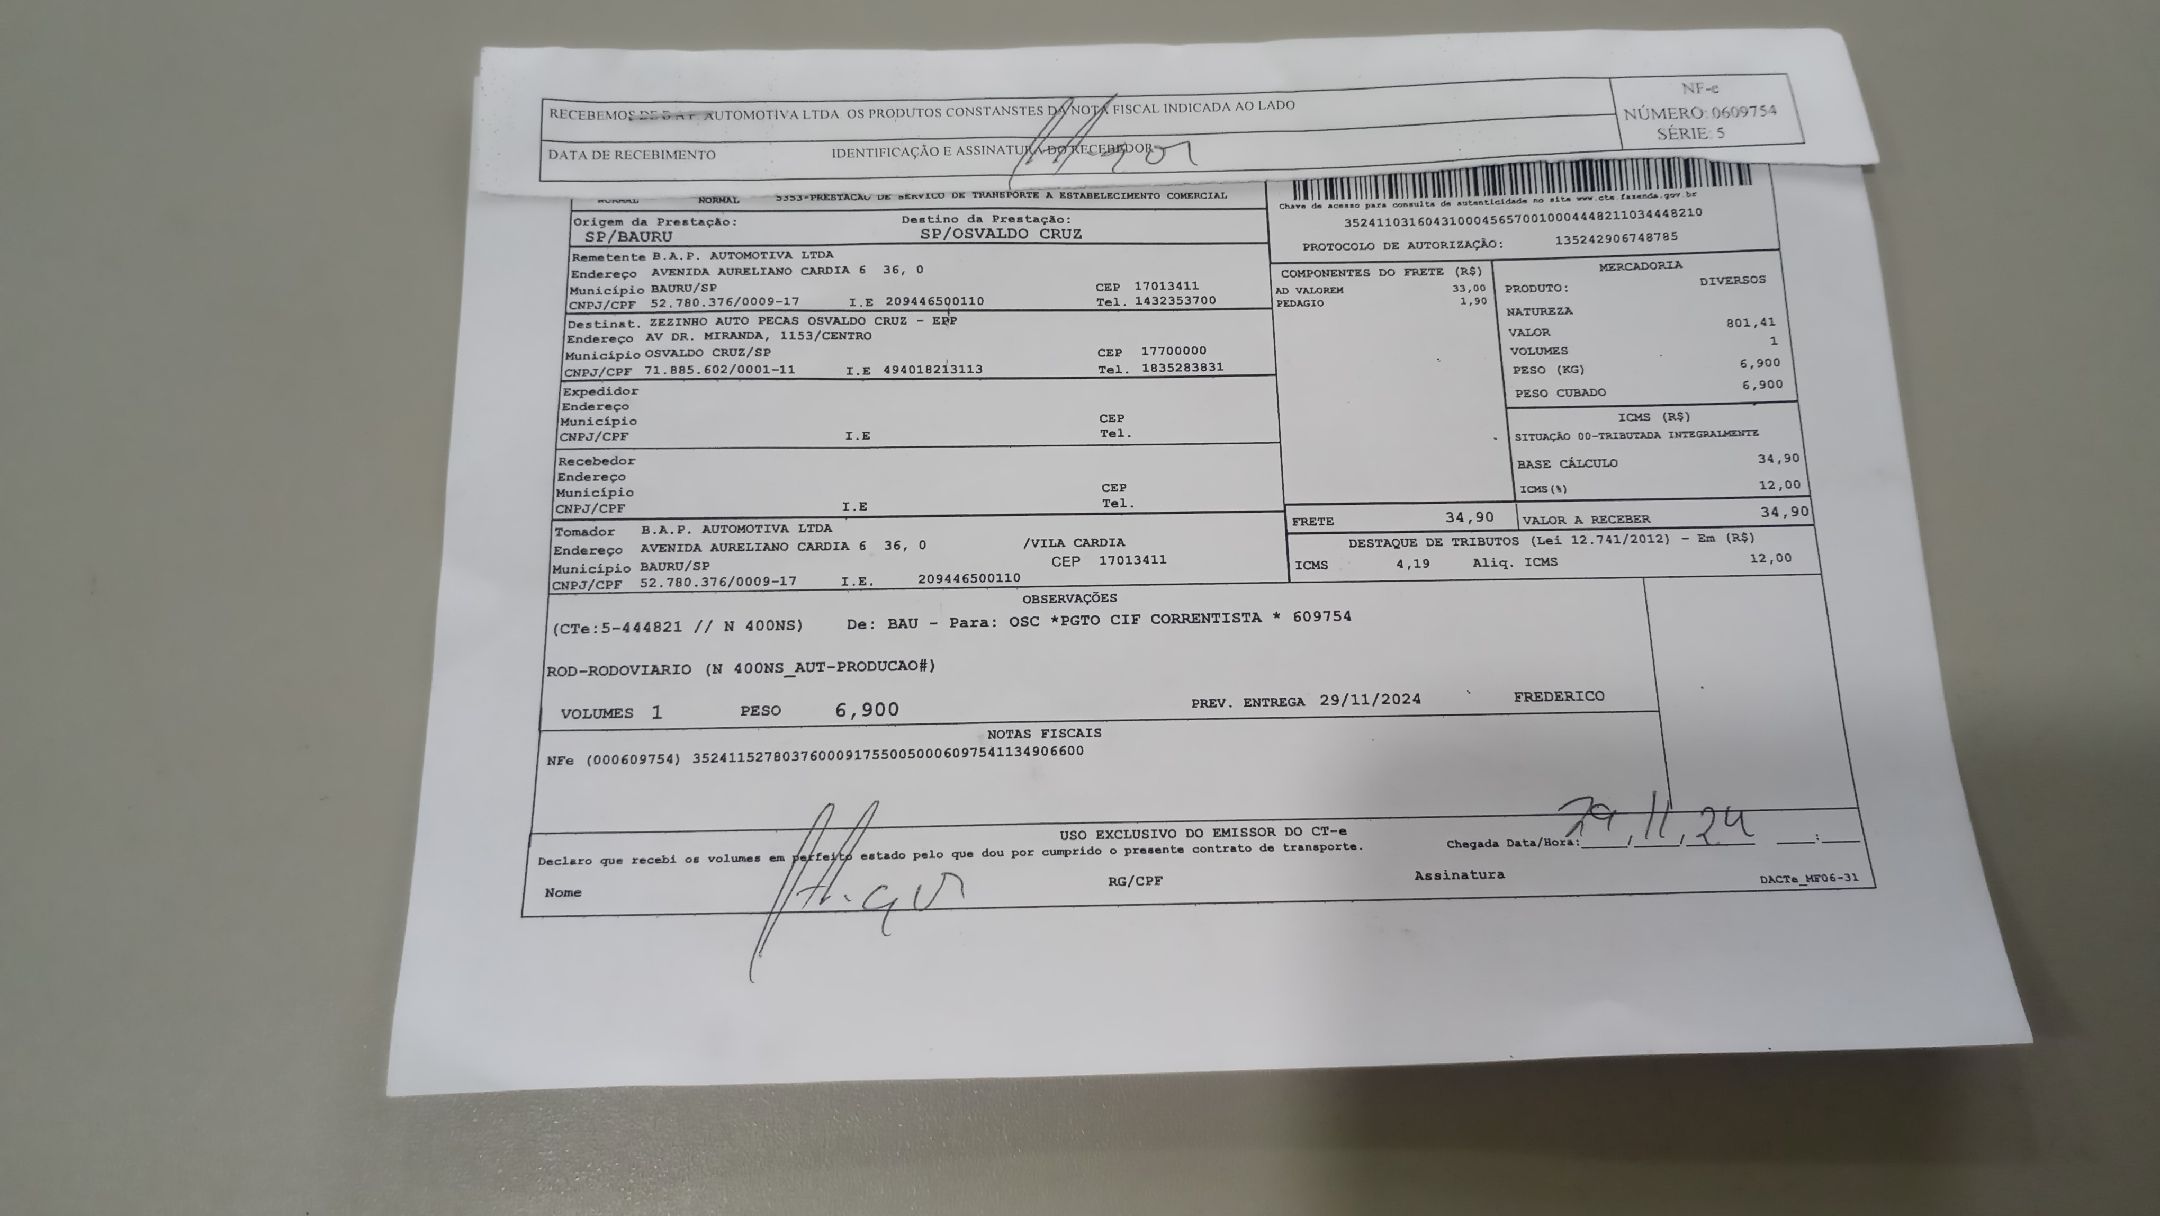 RECEBEMOS DE B.A.P. AUTOMOTIVA LTDA OS PRODUTOS CONSTANSTES DA NOTA FISCAL INDICADA AO LADO
NF-e
NÚMERO: 0609754
SÉRIE: 5
DATA DE RECEBIMENTO IDENTIFICAÇÃO E ASSINATURA DO RECEBEDOR
NORMAL NORMAL 5353-PRESTACAO DE SERVICO DE TRANSPORTE A ESTABELECIMENTO COMERCIAL
Chave de acesso para consulta de autenticidade no site www.cte.fazenda.gov.br
35241103160431000456570010004448211034448210
PROTOCOLO DE AUTORIZAÇÃO: 135242906748785
Origem da Prestação: Destino da Prestação:
SP/BAURU SP/OSVALDO CRUZ
Remetente B.A.P. AUTOMOTIVA LTDA
Endereço AVENIDA AURELIANO CARDIA 6 36, 0
Município BAURU/SP CEP 17013411
CNPJ/CPF 52.780.376/0009-17 I.E 209446500110 Tel. 1432353700
Destinat. ZEZINHO AUTO PECAS OSVALDO CRUZ - EPP
Endereço AV DR. MIRANDA, 1153/CENTRO
Município OSVALDO CRUZ/SP CEP 17700000
CNPJ/CPF 71.885.602/0001-11 I.E 494018213113 Tel. 1835283831
Expedidor
Endereço
Município CEP
CNPJ/CPF I.E Tel.
Recebedor
Endereço
Município CEP
CNPJ/CPF I.E Tel.
Tomador B.A.P. AUTOMOTIVA LTDA
Endereço AVENIDA AURELIANO CARDIA 6 36, 0 /VILA CARDIA
Município BAURU/SP CEP 17013411
CNPJ/CPF 52.780.376/0009-17 I.E. 209446500110
COMPONENTES DO FRETE (R$)
AD VALOREM 33,00
PEDAGIO 1,90
MERCADORIA
PRODUTO: DIVERSOS
NATUREZA
VALOR 801,41
VOLUMES 1
PESO (KG) 6,900
PESO CUBADO 6,900
ICMS (R$)
SITUAÇÃO 00-TRIBUTADA INTEGRALMENTE
BASE CÁLCULO 34,90
ICMS(%) 12,00
FRETE 34,90 VALOR A RECEBER 34,90
DESTAQUE DE TRIBUTOS (Lei 12.741/2012) - Em (R$)
ICMS 4,19 Aliq. ICMS 12,00
OBSERVAÇÕES
(CTe:5-444821 // N 400NS) De: BAU - Para: OSC *PGTO CIF CORRENTISTA * 609754
ROD-RODOVIARIO (N 400NS_AUT-PRODUCAO#)
VOLUMES 1 PESO 6,900 PREV. ENTREGA 29/11/2024 FREDERICO
NOTAS FISCAIS
NFe (000609754) 35241152780376000917550050006097541134906600
USO EXCLUSIVO DO EMISSOR DO CT-e
Declaro que recebi os volumes em perfeito estado pelo que dou por cumprido o presente contrato de transporte. Chegada Data/Hora: 29/11/24 :
Nome RG/CPF Assinatura DACTe_MF06-31